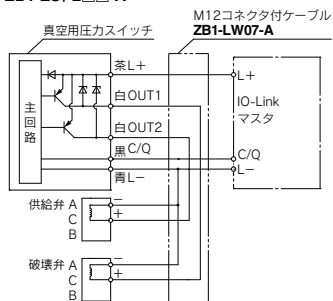 M12コネクタ付ケーブル
真空用圧力スイッチ
ZB1-LW07-A
茶L+
L+
白OUT1
IO-Link
マスタ
主回路
白OUT2
黒C/Q
C/Q
青L−
L−
供給弁 A −
C +
B
破壊弁 A −
C +
B